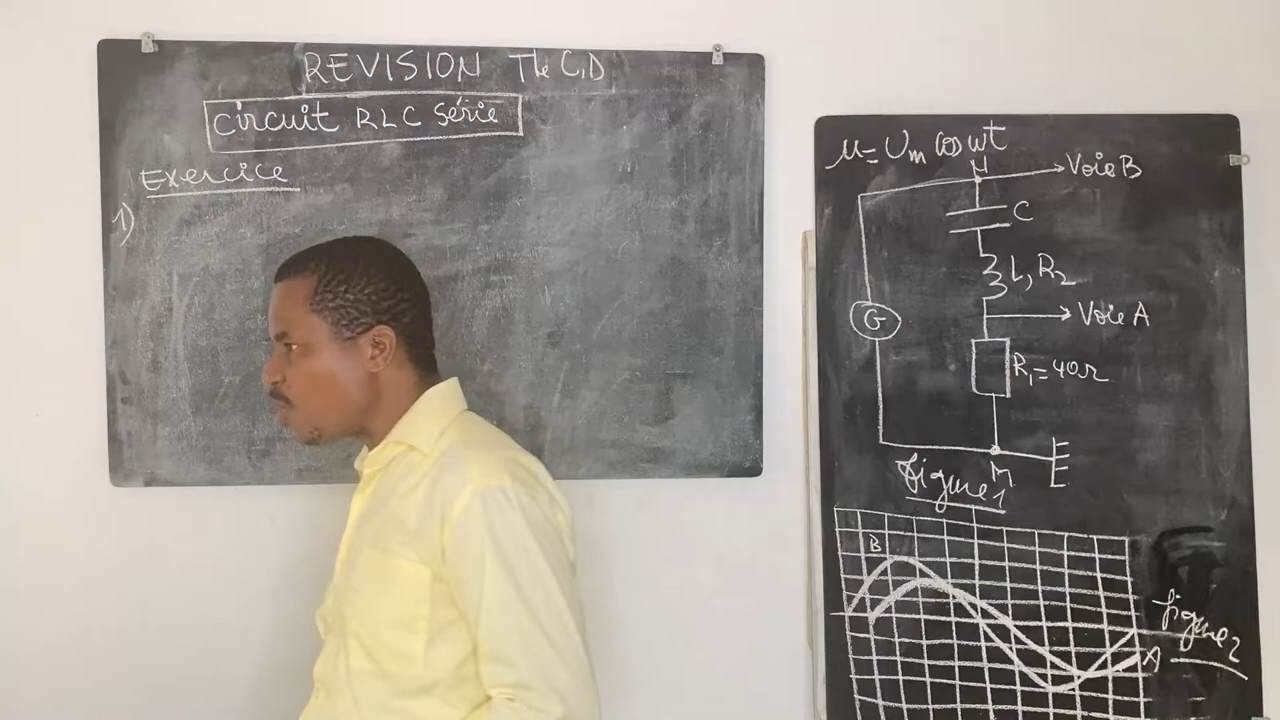 REVISION Tle C,D
Circuit RLC série
Exercice
1)
u = Um cos ωt
Voie B
C
L, R2
Voie A
G
R1 = 40Ω
M
figure 1
B
figure 2
A